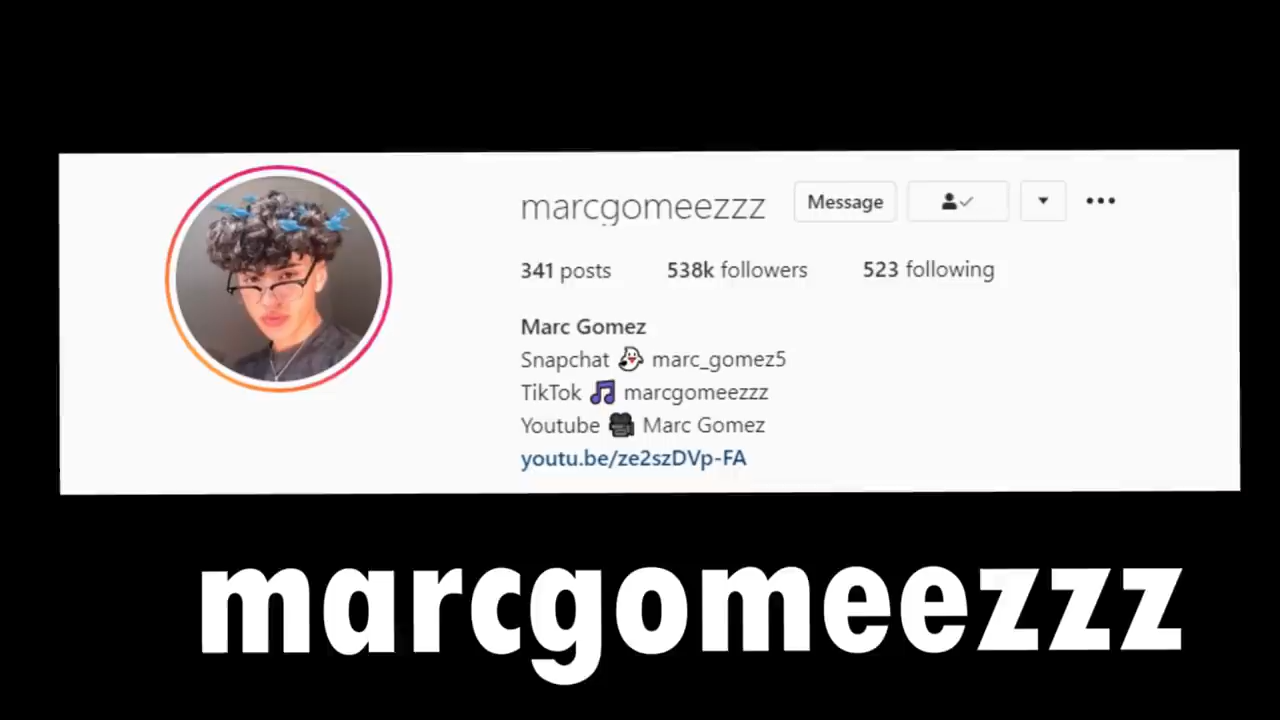 marcgomeezzz Message
341 posts 538k followers 523 following
Marc Gomez
Snapchat 👻 marc_gomez5
TikTok 🎵 marcgomeezzz
Youtube 🎥 Marc Gomez
youtu.be/ze2szDVp-FA
marcgomeezzz